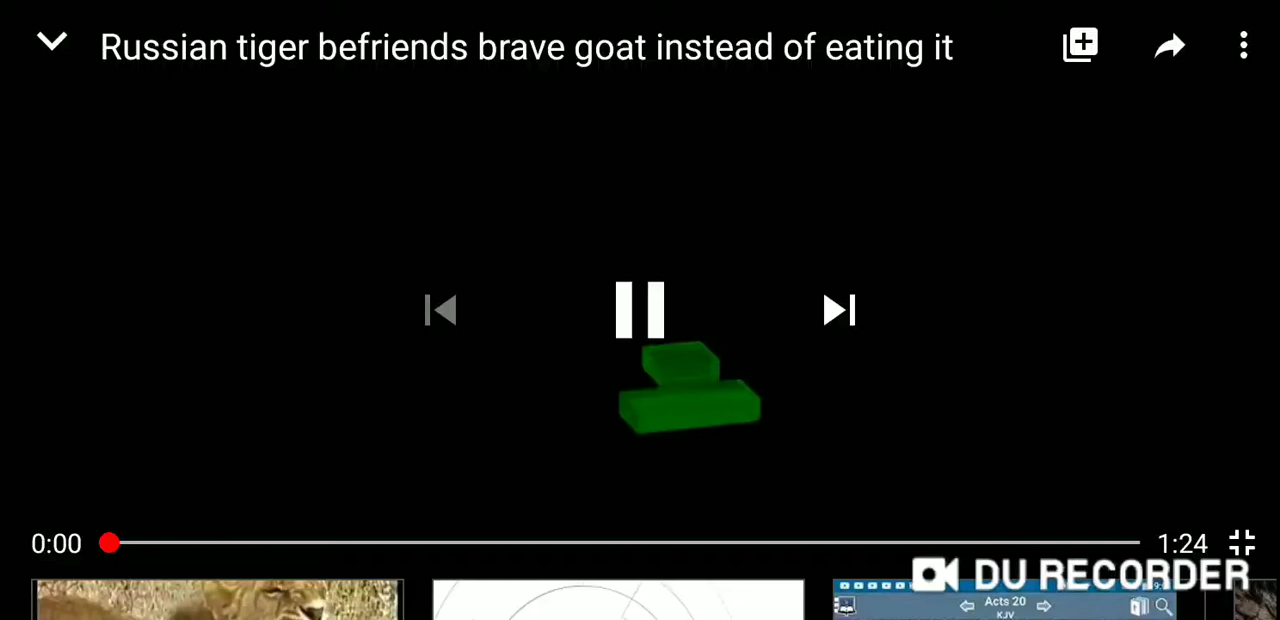 Russian tiger befriends brave goat instead of eating it
0:00
1:24
DU RECORDER
Acts 20
KJV